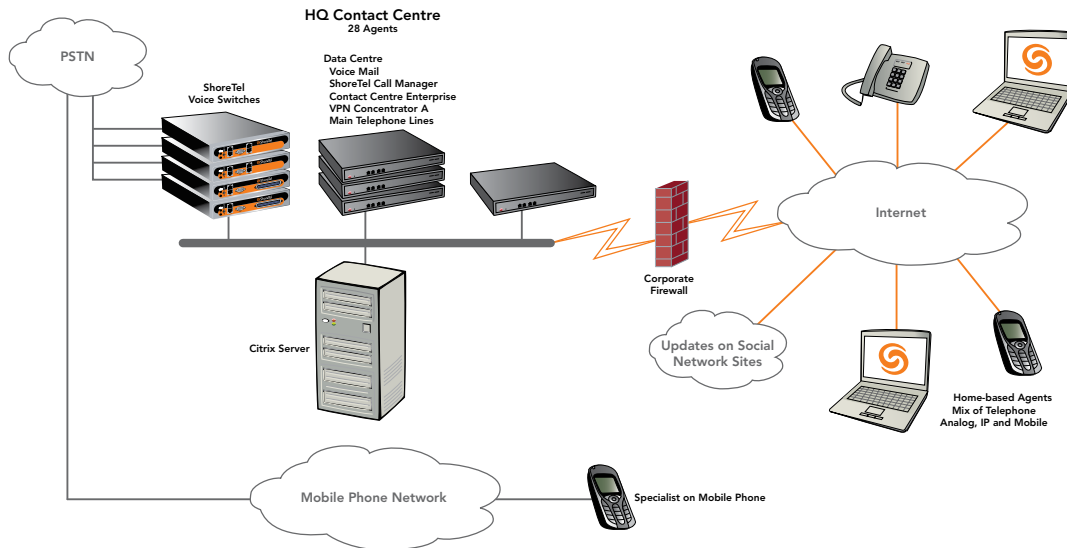 HQ Contact Centre
28 Agents
PSTN
ShoreTel
Voice Switches
Data Centre
Voice Mail
ShoreTel Call Manager
Contact Centre Enterprise
VPN Concentrator A
Main Telephone Lines
Internet
Corporate
Firewall
Citrix Server
Updates on Social
Network Sites
Home-based Agents
Mix of Telephone
Analog, IP and Mobile
Mobile Phone Network
Specialist on Mobile Phone